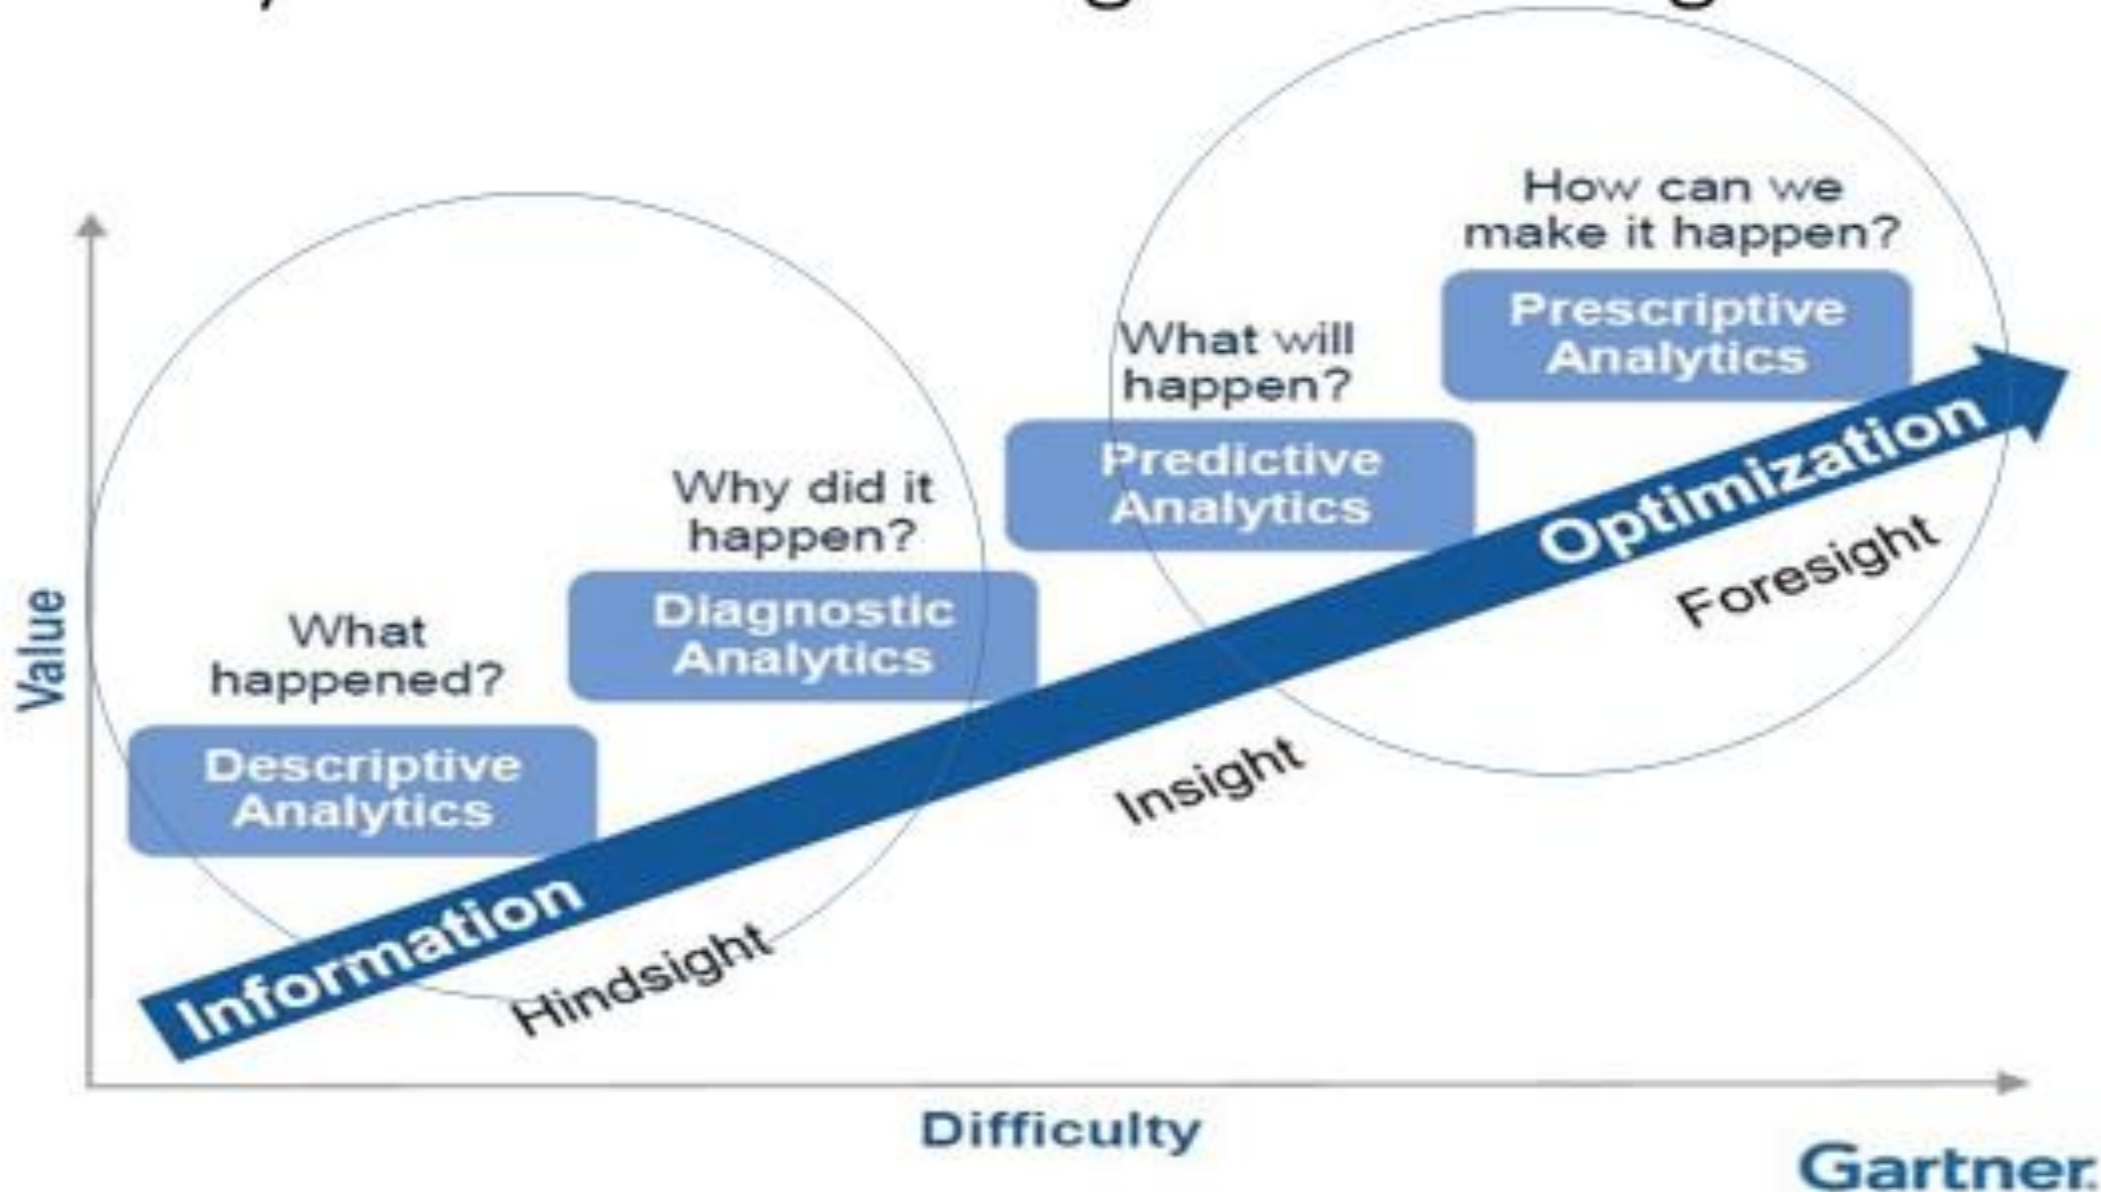 How can we
make it happen?
Prescriptive
Analytics
What will
happen?
Predictive
Analytics
Why did it
happen?
Diagnostic
Analytics
What
happened?
Descriptive
Analytics
Information
Optimization
Hindsight
Insight
Foresight
Value
Difficulty
Gartner.